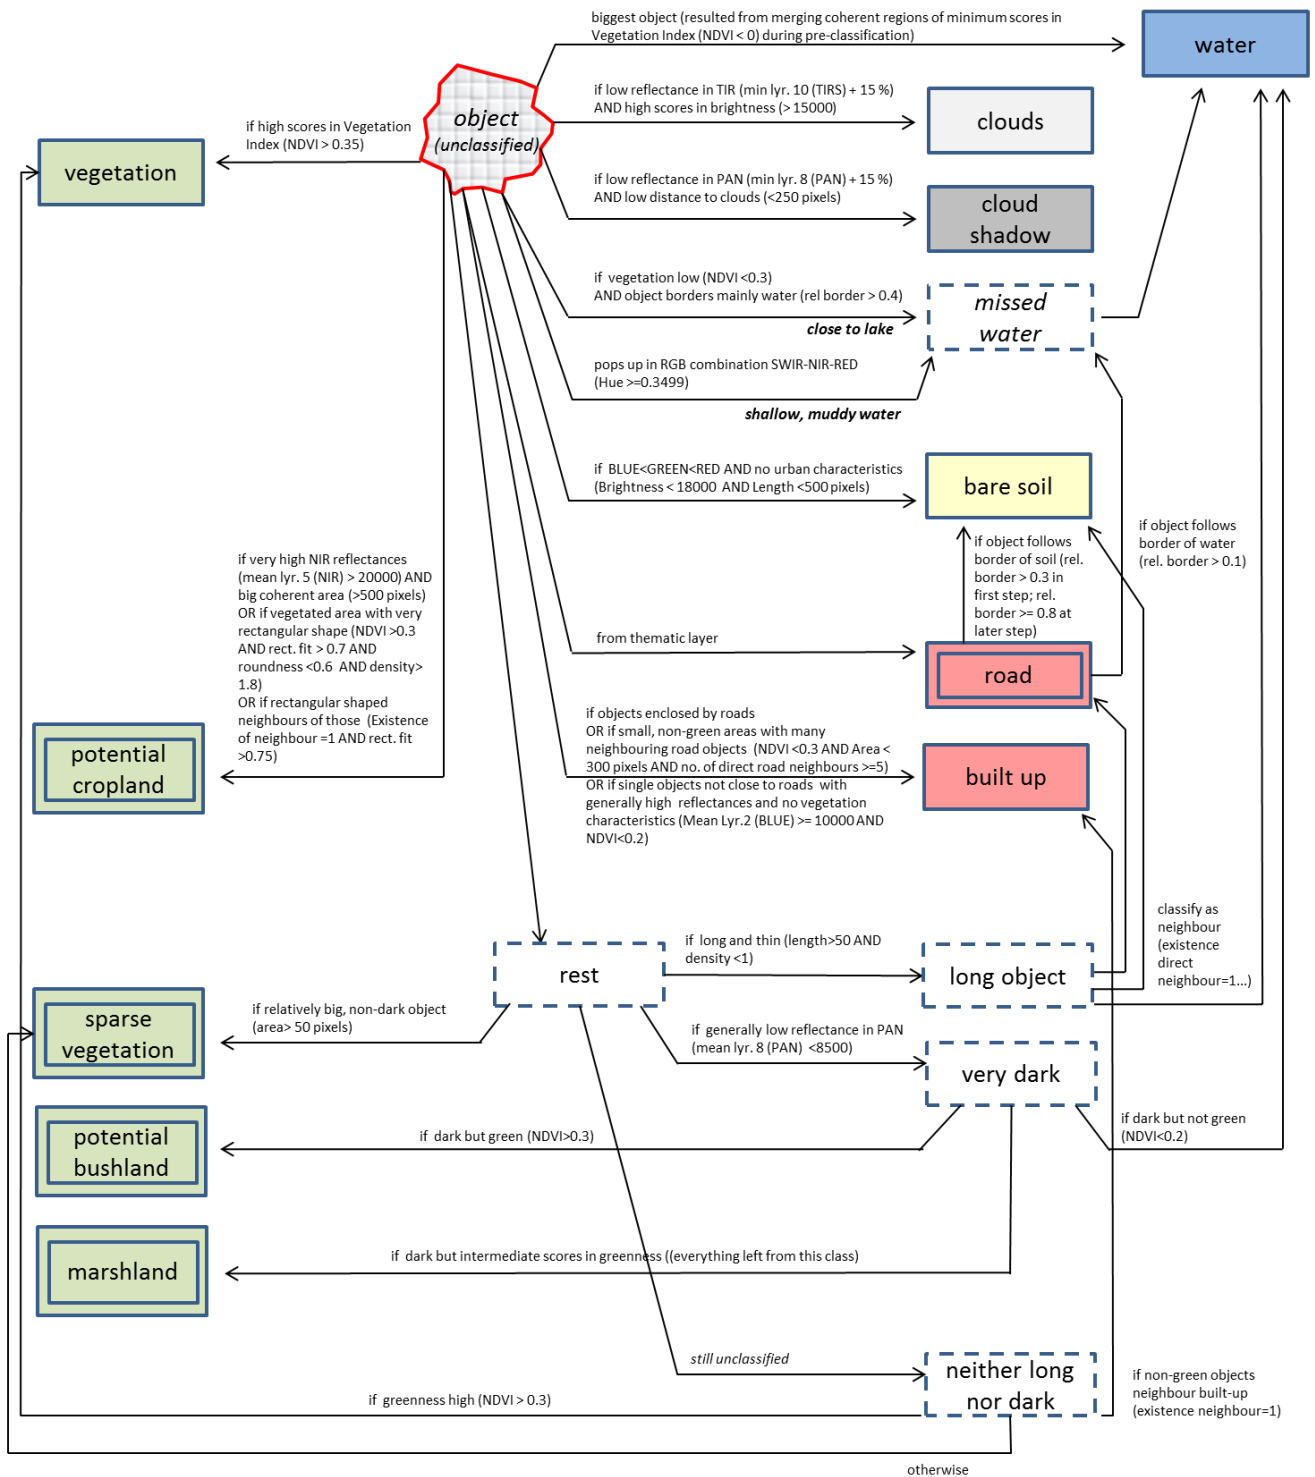 biggest object (resulted from merging coherent regions of minimum scores in
Vegetation Index (NDVI < 0) during pre-classification)
water
object
(unclassified)
if low reflectance in TIR (min lyr. 10 (TIRS) + 15 %)
AND high scores in brightness (> 15000)
clouds
if high scores in Vegetation
Index (NDVI > 0.35)
vegetation
if low reflectance in PAN (min lyr. 8 (PAN) + 15 %)
AND low distance to clouds (<250 pixels)
cloud
shadow
if vegetation low (NDVI <0.3)
AND object borders mainly water (rel border > 0.4)
close to lake
missed
water
pops up in RGB combination SWIR-NIR-RED
(Hue >=0.3499)
shallow, muddy water
if BLUE<GREEN<RED AND no urban characteristics
(Brightness < 18000 AND Length <500 pixels)
bare soil
if object follows
border of soil (rel.
border > 0.3 in
first step; rel.
border >= 0.8 at
later step)
if object follows
border of water
(rel. border > 0.1)
if very high NIR reflectances
(mean lyr. 5 (NIR) > 20000) AND
big coherent area (>500 pixels)
OR if vegetated area with very
rectangular shape (NDVI >0.3
AND rect. fit > 0.7 AND
roundness <0.6 AND density>
1.8)
OR if rectangular shaped
neighbours of those (Existence
of neighbour =1 AND rect. fit
>0.75)
potential
cropland
from thematic layer
road
if objects enclosed by roads
OR if small, non-green areas with many
neighbouring road objects (NDVI <0.3 AND Area <
300 pixels AND no. of direct road neighbours >=5)
OR if single objects not close to roads with
generally high reflectances and no vegetation
characteristics (Mean Lyr.2 (BLUE) >= 10000 AND
NDVI<0.2)
built up
classify as
neighbour
(existence
direct
neighbour=1...)
rest
if long and thin (length>50 AND
density <1)
long object
if relatively big, non-dark object
(area> 50 pixels)
sparse
vegetation
if generally low reflectance in PAN
(mean lyr. 8 (PAN) <8500)
very dark
if dark but green (NDVI>0.3)
potential
bushland
if dark but not green
(NDVI<0.2)
if dark but intermediate scores in greenness ((everything left from this class)
marshland
still unclassified
neither long
nor dark
if greenness high (NDVI > 0.3)
if non-green objects
neighbour built-up
(existence neighbour=1)
otherwise